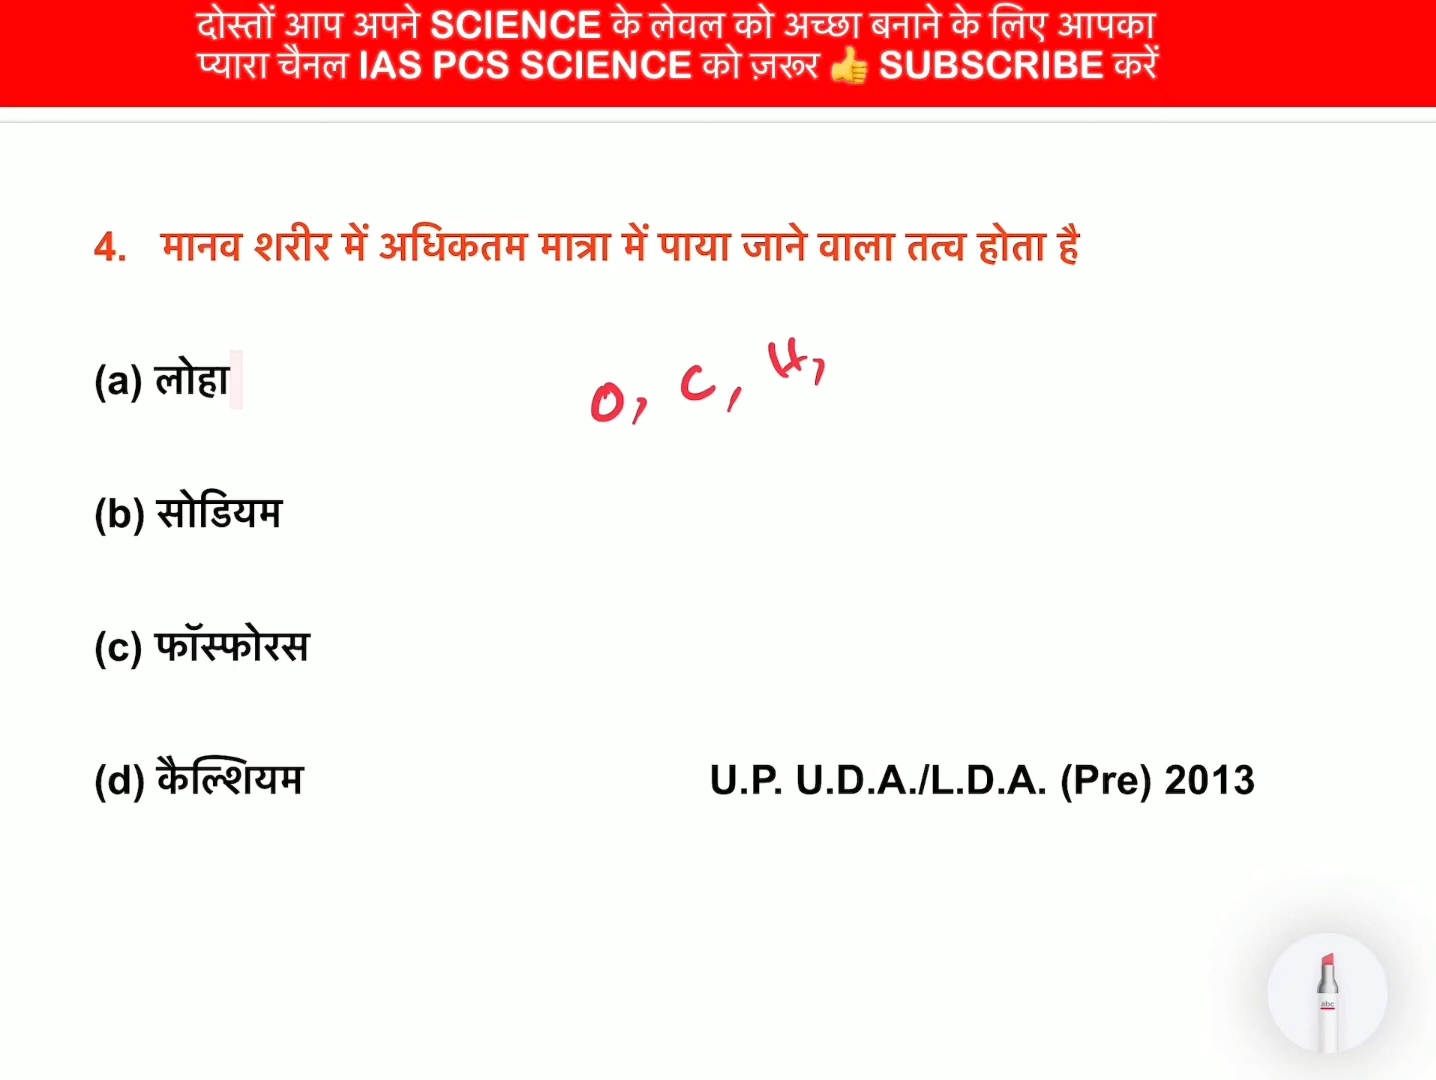 दोस्तों आप अपने SCIENCE के लेवल को अच्छा बनाने के लिए आपका
प्यारा चैनल IAS PCS SCIENCE को ज़रूर 👍 SUBSCRIBE करें
4. मानव शरीर में अधिकतम मात्रा में पाया जाने वाला तत्व होता है
(a) लोहा
O, C, H,
(b) सोडियम
(c) फॉस्फोरस
(d) कैल्शियम
U.P. U.D.A./L.D.A. (Pre) 2013
abc